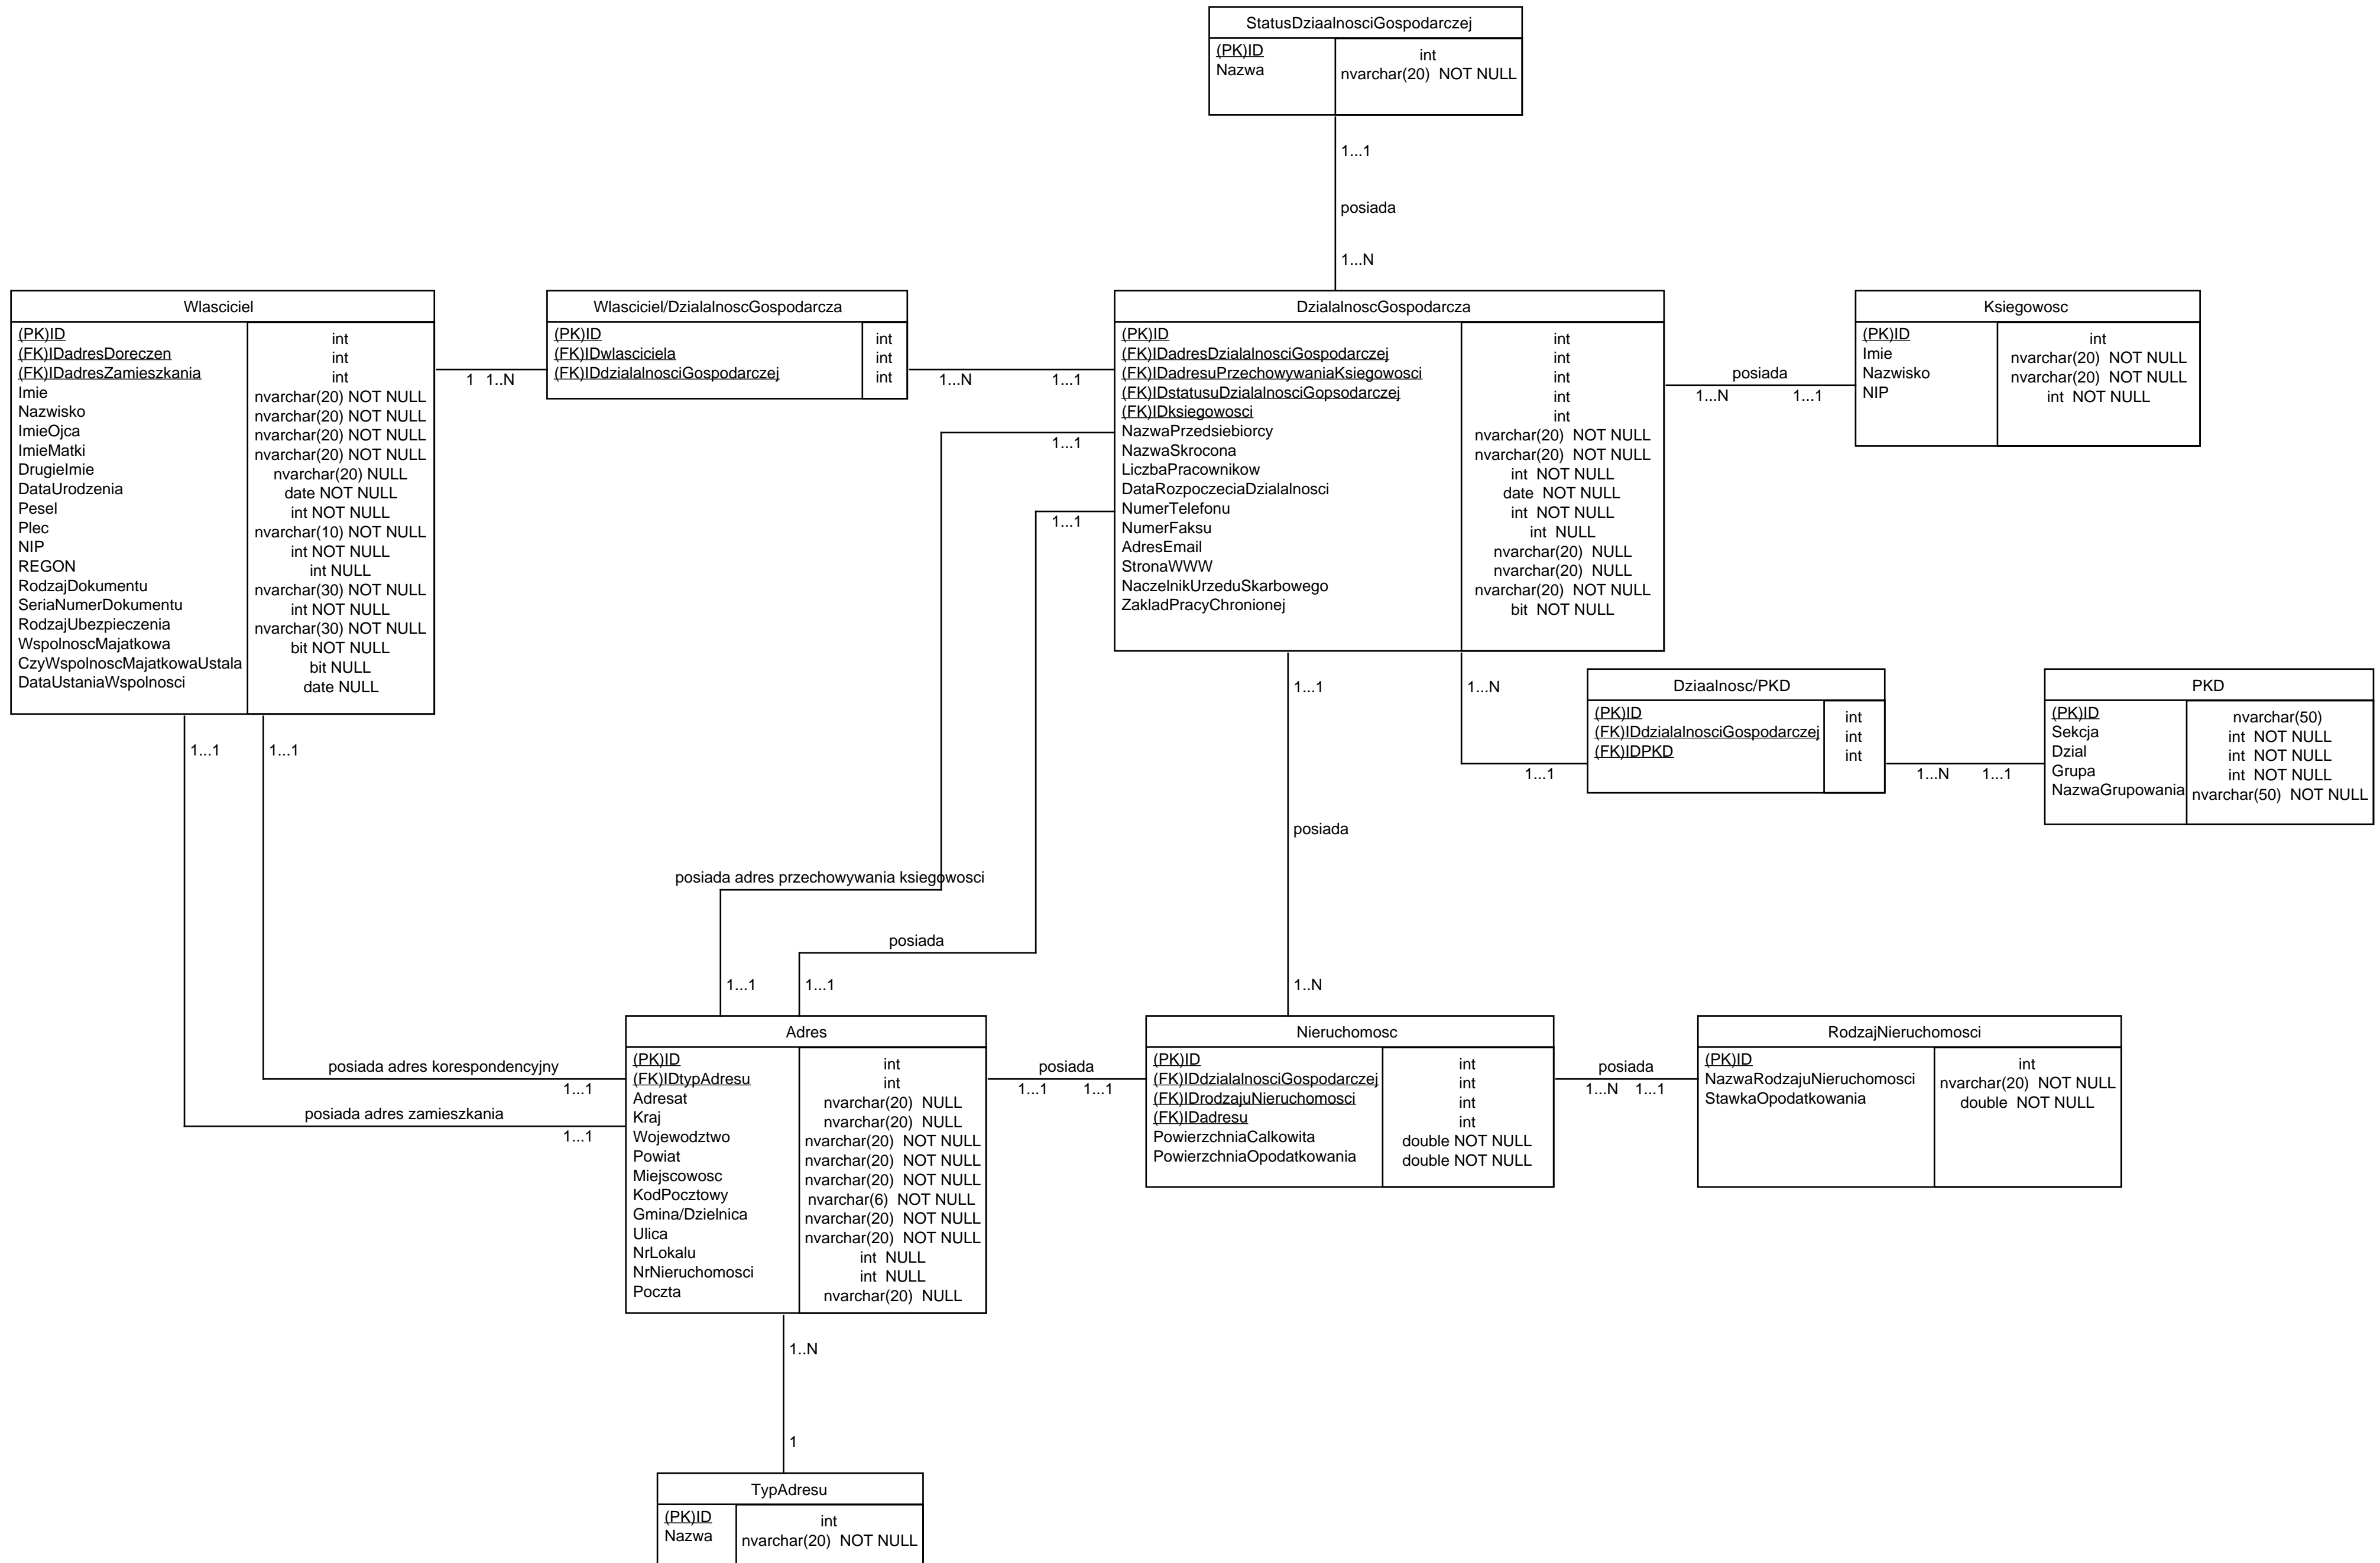 StatusDziaalnosciGospodarczej
(PK)ID int
Nazwa nvarchar(20) NOT NULL
1...1
posiada
1...N
Wlasciciel
(PK)ID int
(FK)IDadresDoreczen int
(FK)IDadresZamieszkania int
Imie nvarchar(20) NOT NULL
Nazwisko nvarchar(20) NOT NULL
ImieOjca nvarchar(20) NOT NULL
ImieMatki nvarchar(20) NOT NULL
DrugieImie nvarchar(20) NULL
DataUrodzenia date NOT NULL
Pesel int NOT NULL
Plec nvarchar(10) NOT NULL
NIP int NOT NULL
REGON int NULL
RodzajDokumentu nvarchar(30) NOT NULL
SeriaNumerDokumentu int NOT NULL
RodzajUbezpieczenia nvarchar(30) NOT NULL
WspolnoscMajatkowa bit NOT NULL
CzyWspolnoscMajatkowaUstala bit NULL
DataUstaniaWspolnosci date NULL
1 1..N
Wlasciciel/DzialalnoscGospodarcza
(PK)ID int
(FK)IDwlasciciela int
(FK)IDdzialalnosciGospodarczej int
1...N 1...1
DzialalnoscGospodarcza
(PK)ID int
(FK)IDadresDzialalnosciGospodarczej int
(FK)IDadresuPrzechowywaniaKsiegowosci int
(FK)IDstatusuDzialalnosciGopsodarczej int
(FK)IDksiegowosci int
NazwaPrzedsiebiorcy nvarchar(20) NOT NULL
NazwaSkrocona nvarchar(20) NOT NULL
LiczbaPracownikow int NOT NULL
DataRozpoczeciaDzialalnosci date NOT NULL
NumerTelefonu int NOT NULL
NumerFaksu int NULL
AdresEmail nvarchar(20) NULL
StronaWWW nvarchar(20) NULL
NaczelnikUrzeduSkarbowego nvarchar(20) NOT NULL
ZakladPracyChronionej bit NOT NULL
posiada
1...N 1...1
Ksiegowosc
(PK)ID int
Imie nvarchar(20) NOT NULL
Nazwisko nvarchar(20) NOT NULL
NIP int NOT NULL
1...1
1...1
1...1 1...1
1...1
1...N
Dziaalnosc/PKD
(PK)ID int
(FK)IDdzialalnosciGospodarczej int
(FK)IDPKD int
1...1
1...N 1...1
PKD
(PK)ID nvarchar(50)
Sekcja int NOT NULL
Dzial int NOT NULL
Grupa int NOT NULL
NazwaGrupowania nvarchar(50) NOT NULL
posiada
posiada adres przechowywania ksiegowosci
posiada
1...1 1...1
1..N
posiada adres korespondencyjny
1...1
posiada adres zamieszkania
1...1
Adres
(PK)ID int
(FK)IDtypAdresu int
Adresat nvarchar(20) NULL
Kraj nvarchar(20) NULL
Wojewodztwo nvarchar(20) NOT NULL
Powiat nvarchar(20) NOT NULL
Miejscowosc nvarchar(20) NOT NULL
KodPocztowy nvarchar(6) NOT NULL
Gmina/Dzielnica nvarchar(20) NOT NULL
Ulica nvarchar(20) NOT NULL
NrLokalu int NULL
NrNieruchomosci int NULL
Poczta nvarchar(20) NULL
posiada
1...1 1...1
Nieruchomosc
(PK)ID int
(FK)IDdzialalnosciGospodarczej int
(FK)IDrodzajuNieruchomosci int
(FK)IDadresu int
PowierzchniaCalkowita double NOT NULL
PowierzchniaOpodatkowania double NOT NULL
posiada
1...N 1...1
RodzajNieruchomosci
(PK)ID int
NazwaRodzajuNieruchomosci nvarchar(20) NOT NULL
StawkaOpodatkowania double NOT NULL
1..N
1
TypAdresu
(PK)ID int
Nazwa nvarchar(20) NOT NULL